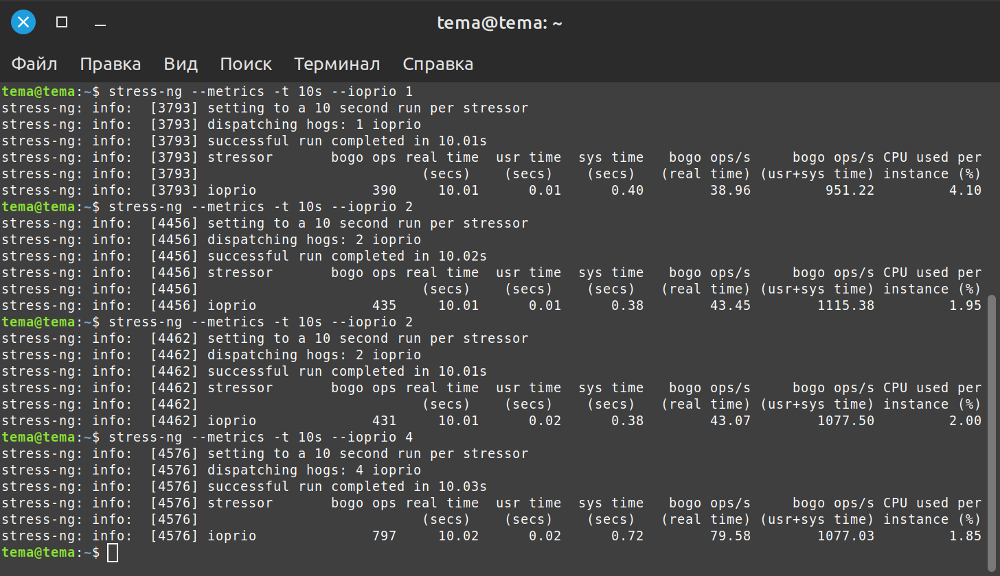 tema@tema: ~
Файл Правка Вид Поиск Терминал Справка
tema@tema:~$ stress-ng --metrics -t 10s --ioprio 1
stress-ng: info:  [3793] setting to a 10 second run per stressor
stress-ng: info:  [3793] dispatching hogs: 1 ioprio
stress-ng: info:  [3793] successful run completed in 10.01s
stress-ng: info:  [3793] stressor       bogo ops real time  usr time  sys time   bogo ops/s     bogo ops/s CPU used per
stress-ng: info:  [3793]                           (secs)    (secs)    (secs)   (real time) (usr+sys time) instance (%)
stress-ng: info:  [3793] ioprio              390     10.01      0.01      0.40        38.96         951.22         4.10
tema@tema:~$ stress-ng --metrics -t 10s --ioprio 2
stress-ng: info:  [4456] setting to a 10 second run per stressor
stress-ng: info:  [4456] dispatching hogs: 2 ioprio
stress-ng: info:  [4456] successful run completed in 10.02s
stress-ng: info:  [4456] stressor       bogo ops real time  usr time  sys time   bogo ops/s     bogo ops/s CPU used per
stress-ng: info:  [4456]                           (secs)    (secs)    (secs)   (real time) (usr+sys time) instance (%)
stress-ng: info:  [4456] ioprio              435     10.01      0.01      0.38        43.45        1115.38         1.95
tema@tema:~$ stress-ng --metrics -t 10s --ioprio 2
stress-ng: info:  [4462] setting to a 10 second run per stressor
stress-ng: info:  [4462] dispatching hogs: 2 ioprio
stress-ng: info:  [4462] successful run completed in 10.01s
stress-ng: info:  [4462] stressor       bogo ops real time  usr time  sys time   bogo ops/s     bogo ops/s CPU used per
stress-ng: info:  [4462]                           (secs)    (secs)    (secs)   (real time) (usr+sys time) instance (%)
stress-ng: info:  [4462] ioprio              431     10.01      0.02      0.38        43.07        1077.50         2.00
tema@tema:~$ stress-ng --metrics -t 10s --ioprio 4
stress-ng: info:  [4576] setting to a 10 second run per stressor
stress-ng: info:  [4576] dispatching hogs: 4 ioprio
stress-ng: info:  [4576] successful run completed in 10.03s
stress-ng: info:  [4576] stressor       bogo ops real time  usr time  sys time   bogo ops/s     bogo ops/s CPU used per
stress-ng: info:  [4576]                           (secs)    (secs)    (secs)   (real time) (usr+sys time) instance (%)
stress-ng: info:  [4576] ioprio              797     10.02      0.02      0.72        79.58        1077.03         1.85
tema@tema:~$